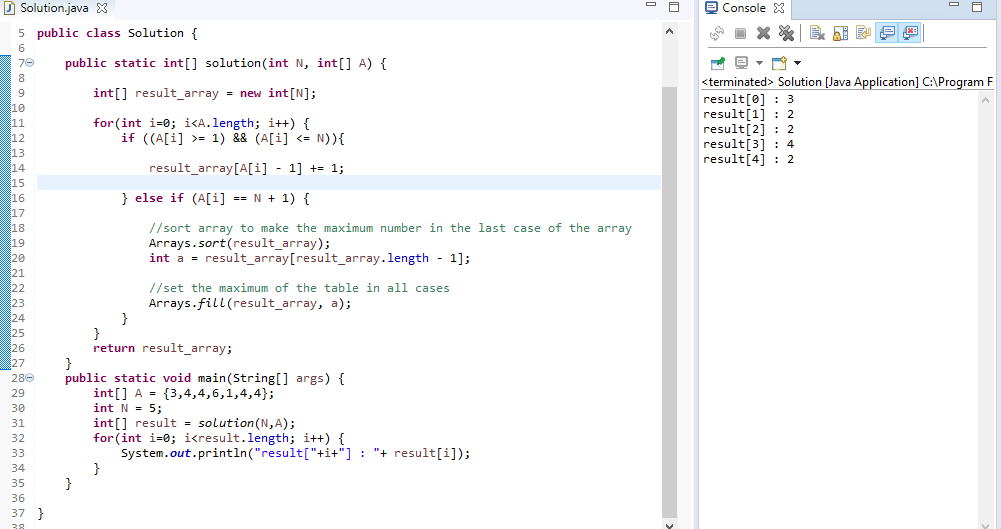 Solution.java
5 public class Solution {
6
7 public static int[] solution(int N, int[] A) {
8
9 int[] result_array = new int[N];
10
11 for(int i=0; i<A.length; i++) {
12 if ((A[i] >= 1) && (A[i] <= N)){
13
14 result_array[A[i] - 1] += 1;
15
16 } else if (A[i] == N + 1) {
17
18 //sort array to make the maximum number in the last case of the array
19 Arrays.sort(result_array);
20 int a = result_array[result_array.length - 1];
21
22 //set the maximum of the table in all cases
23 Arrays.fill(result_array, a);
24 }
25 }
26 return result_array;
27 }
28 public static void main(String[] args) {
29 int[] A = {3,4,4,6,1,4,4};
30 int N = 5;
31 int[] result = solution(N,A);
32 for(int i=0; i<result.length; i++) {
33 System.out.println("result["+i+"] : "+ result[i]);
34 }
35 }
36
37 }
38
Console
<terminated> Solution [Java Application] C:\Program F
result[0] : 3
result[1] : 2
result[2] : 2
result[3] : 4
result[4] : 2